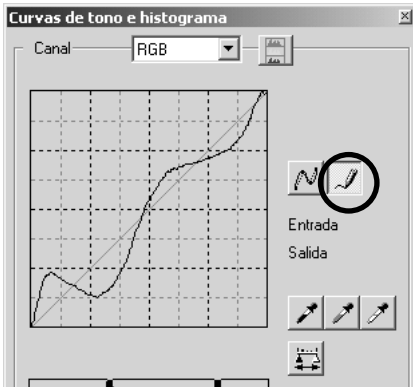 Curvas de tono e histograma
Canal
RGB
Entrada
Salida